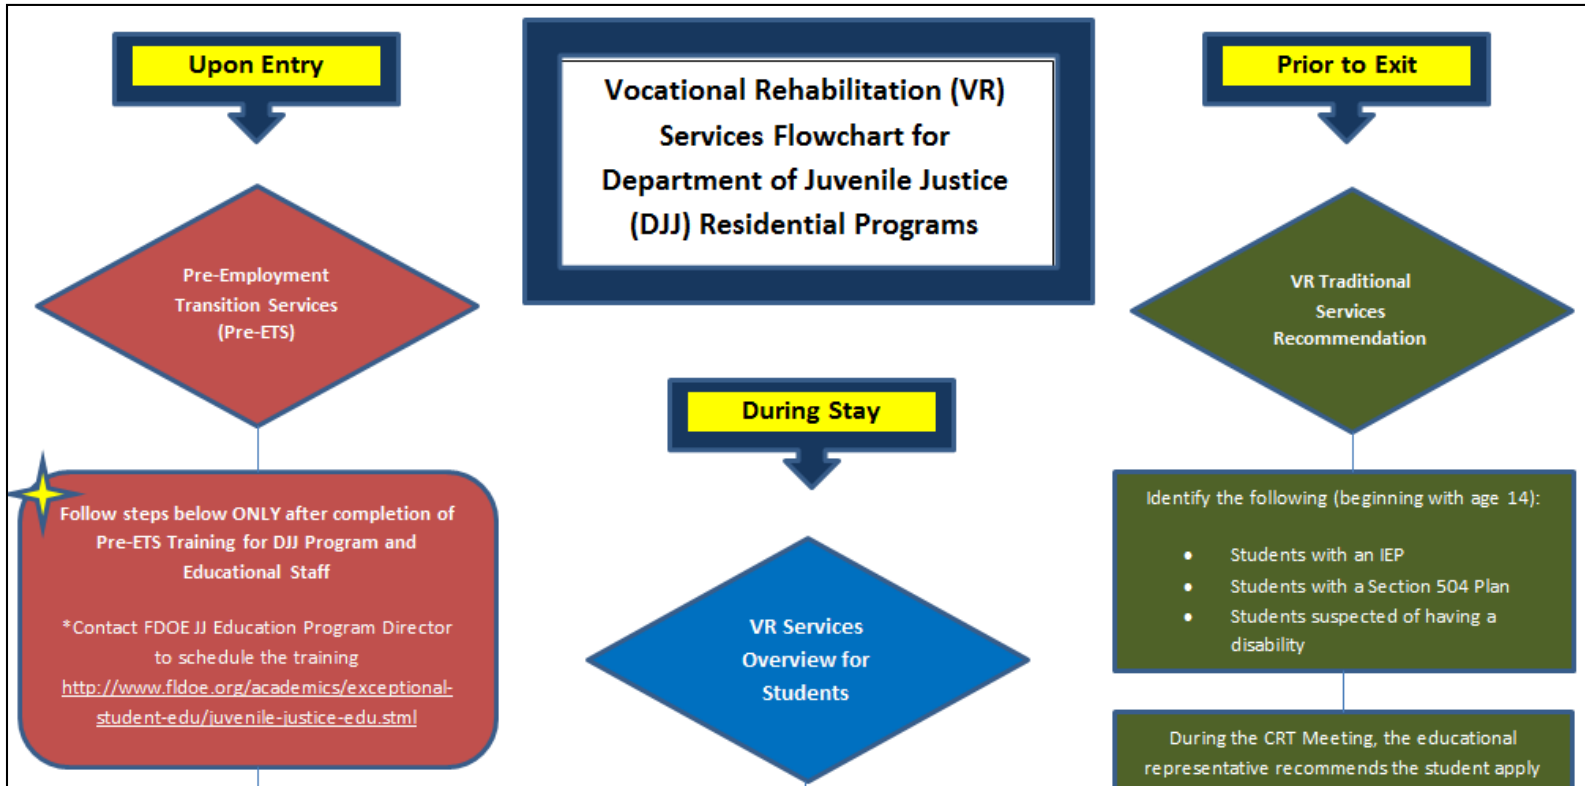 Upon Entry
Pre-Employment
Transition Services
(Pre-ETS)
Follow steps below ONLY after completion of
Pre-ETS Training for DJJ Program and
Educational Staff
*Contact FDOE JJ Education Program Director
to schedule the training
http://www.fldoe.org/academics/exceptional-
student-edu/juvenile-justice-edu.stml
Vocational Rehabilitation (VR)
Services Flowchart for
Department of Juvenile Justice
(DJJ) Residential Programs
During Stay
VR Services
Overview for
Students
Prior to Exit
VR Traditional
Services
Recommendation
Identify the following (beginning with age 14):
• Students with an IEP
• Students with a Section 504 Plan
• Students suspected of having a
disability
During the CRT Meeting, the educational
representative recommends the student apply